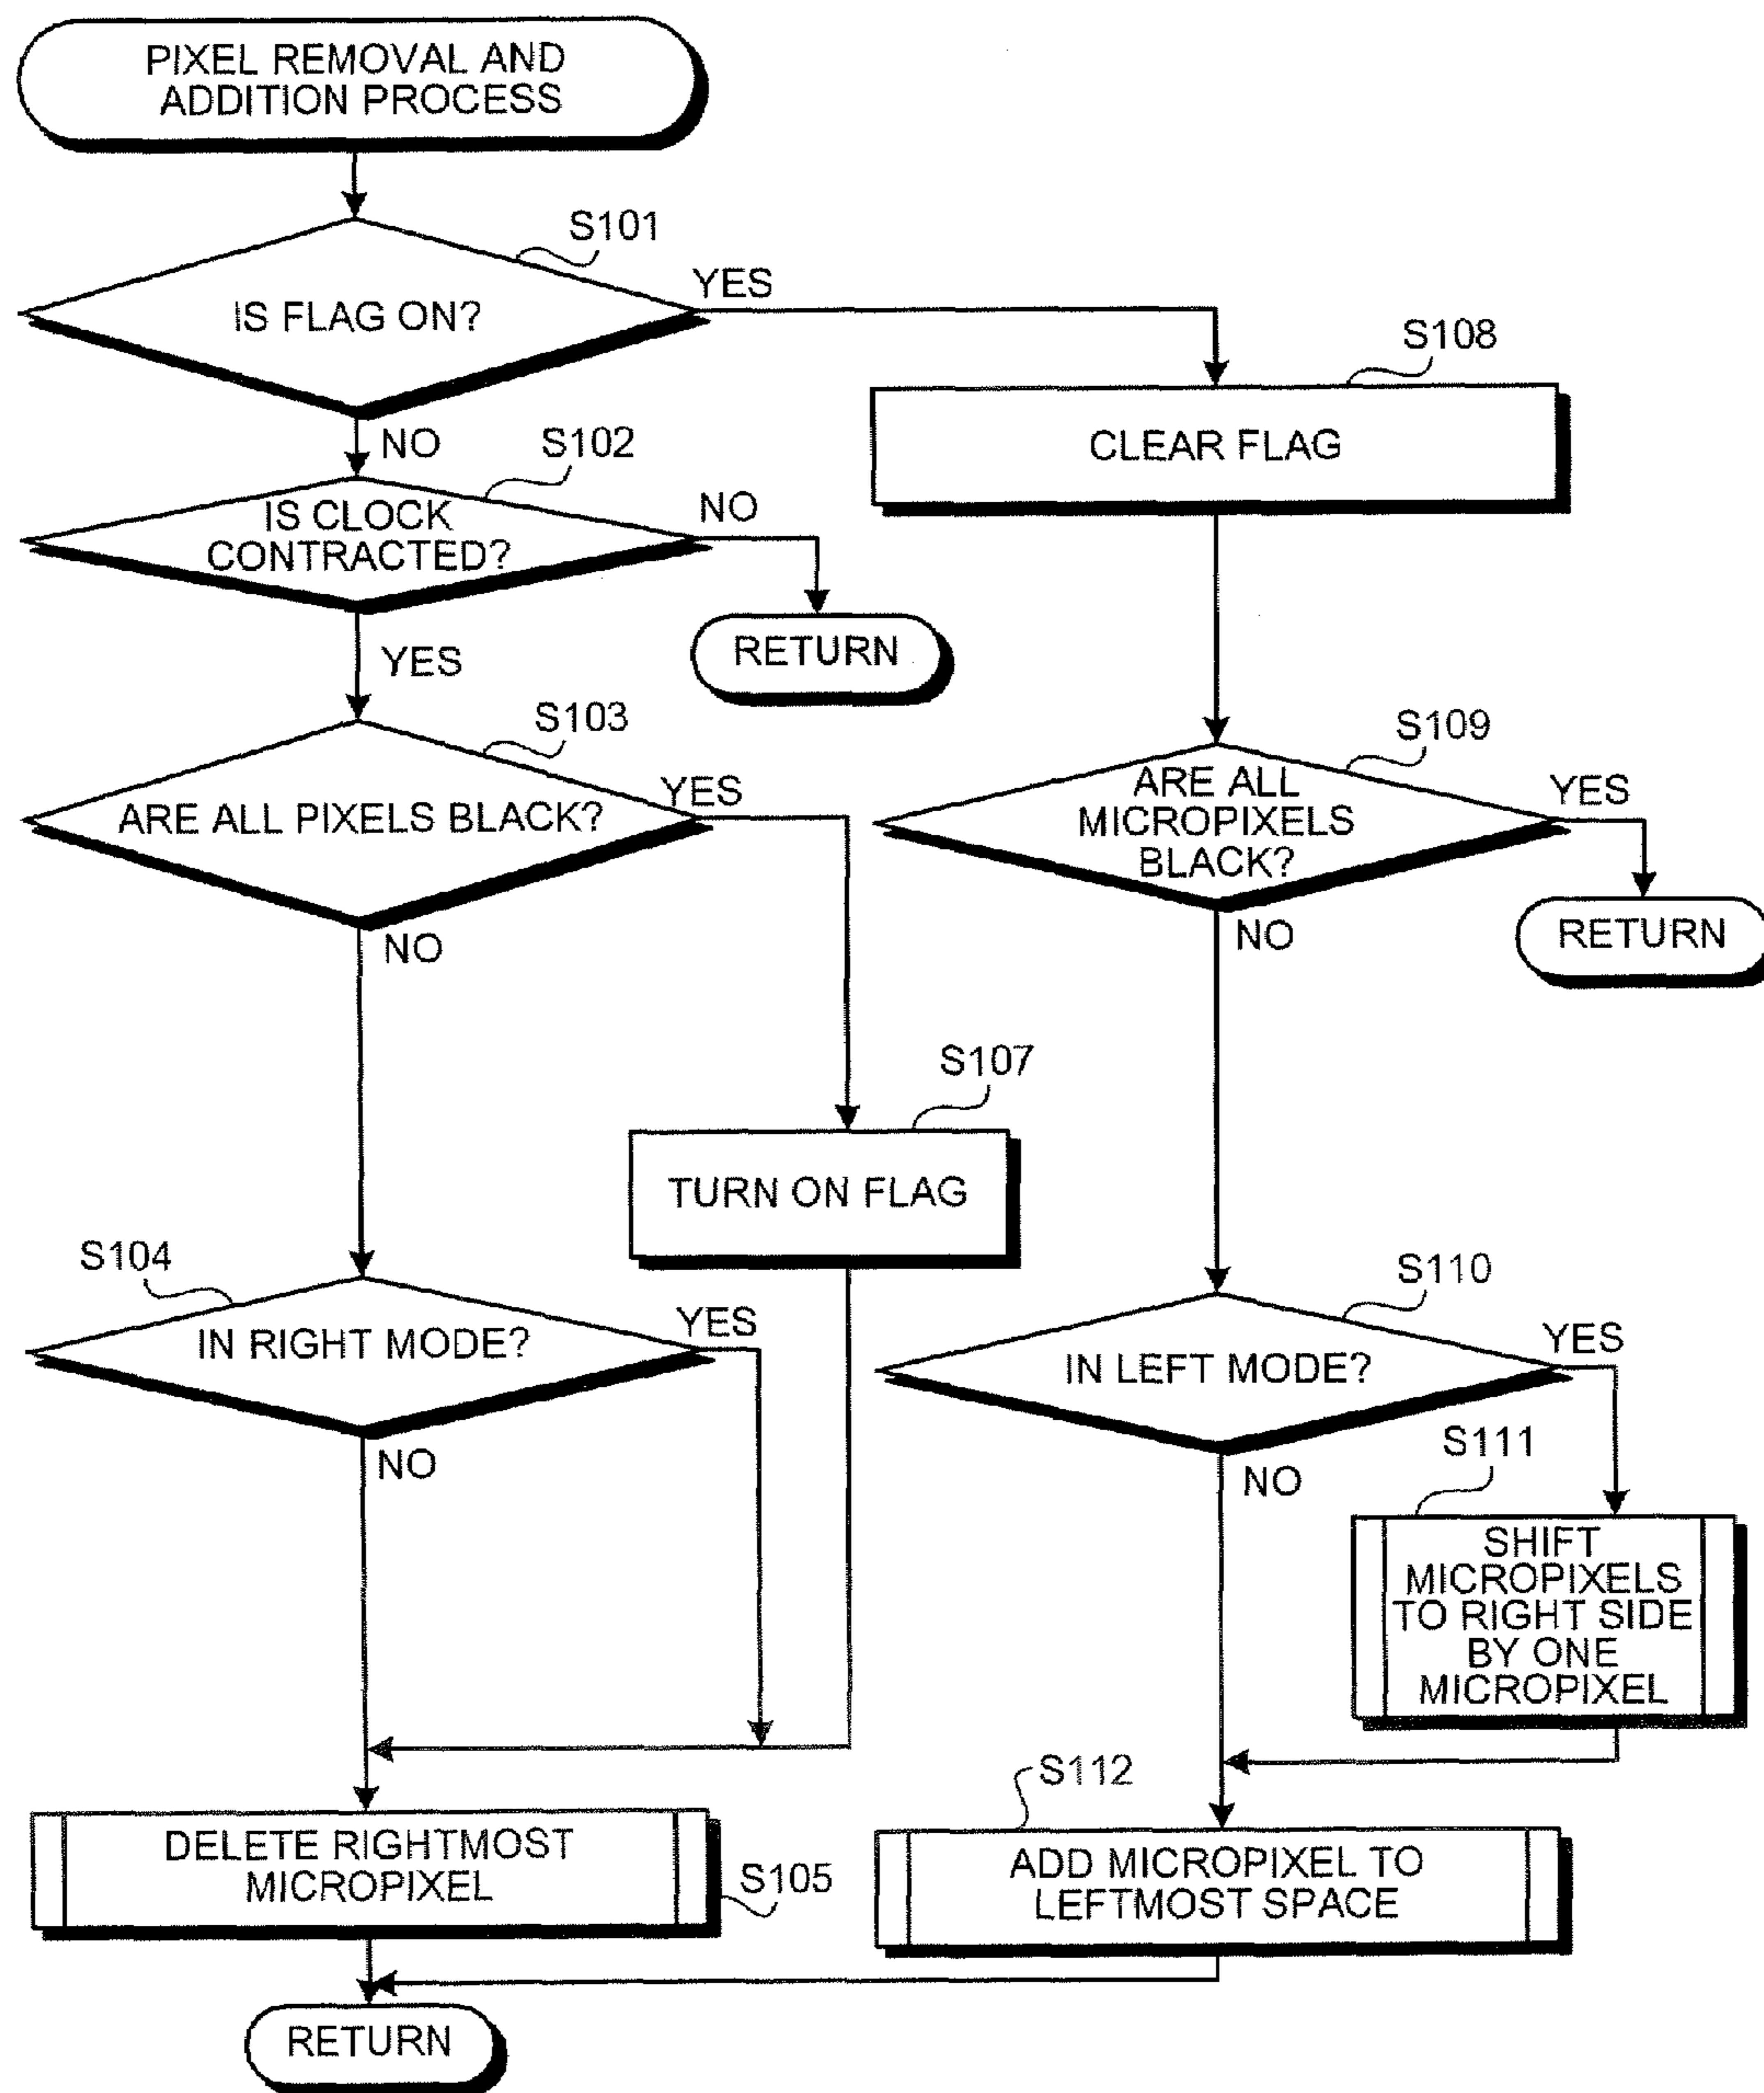 PIXEL REMOVAL AND
ADDITION PROCESS
S101
IS FLAG ON?
YES
NO
S108
CLEAR FLAG
S102
IS CLOCK
CONTRACTED?
NO
RETURN
YES
S103
ARE ALL PIXELS BLACK?
YES
NO
S109
ARE ALL
MICROPIXELS
BLACK?
YES
RETURN
NO
S107
TURN ON FLAG
S104
IN RIGHT MODE?
YES
NO
S110
IN LEFT MODE?
YES
NO
S111
SHIFT
MICROPIXELS
TO RIGHT SIDE
BY ONE
MICROPIXEL
DELETE RIGHTMOST
MICROPIXEL
S105
S112
ADD MICROPIXEL TO
LEFTMOST SPACE
RETURN